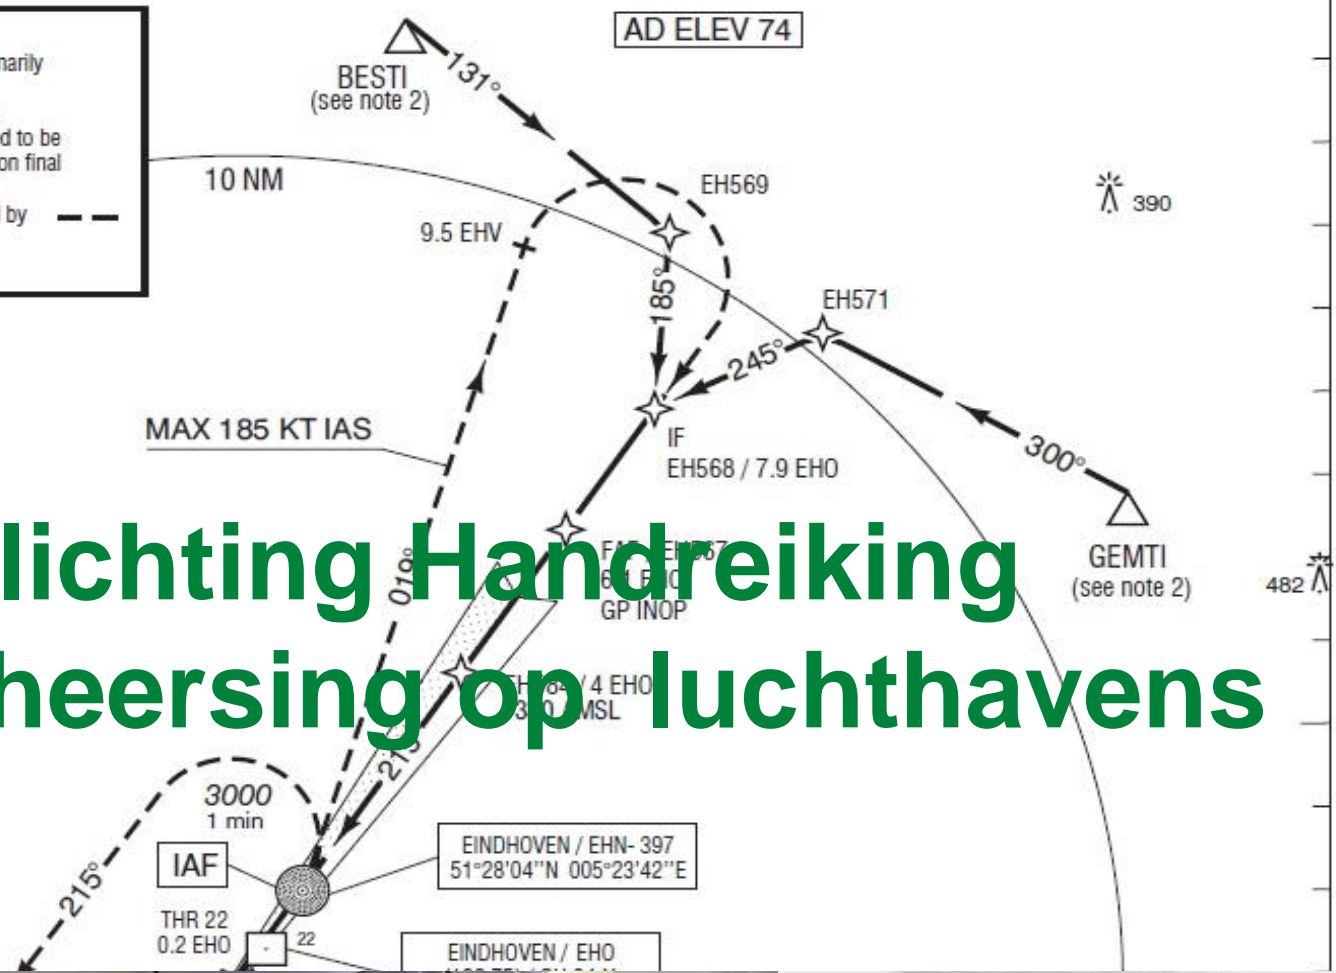 AD ELEV 74
narily
d to be
on final
by
BESTI
(see note 2)
131°
10 NM
EH569
390
9.5 EHV
185°
EH571
245°
MAX 185 KT IAS
IF
EH568 / 7.9 EHO
300°
GEMTI
(see note 2)
482
lichting Handreiking
019°
GP INOP
heersing op luchthavens
/ 4 EHO
3000
1 min
IAF
EINDHOVEN / EHN- 397
51°28'04"N 005°23'42"E
215°
THR 22
0.2 EHO
22
EINDHOVEN / EHO